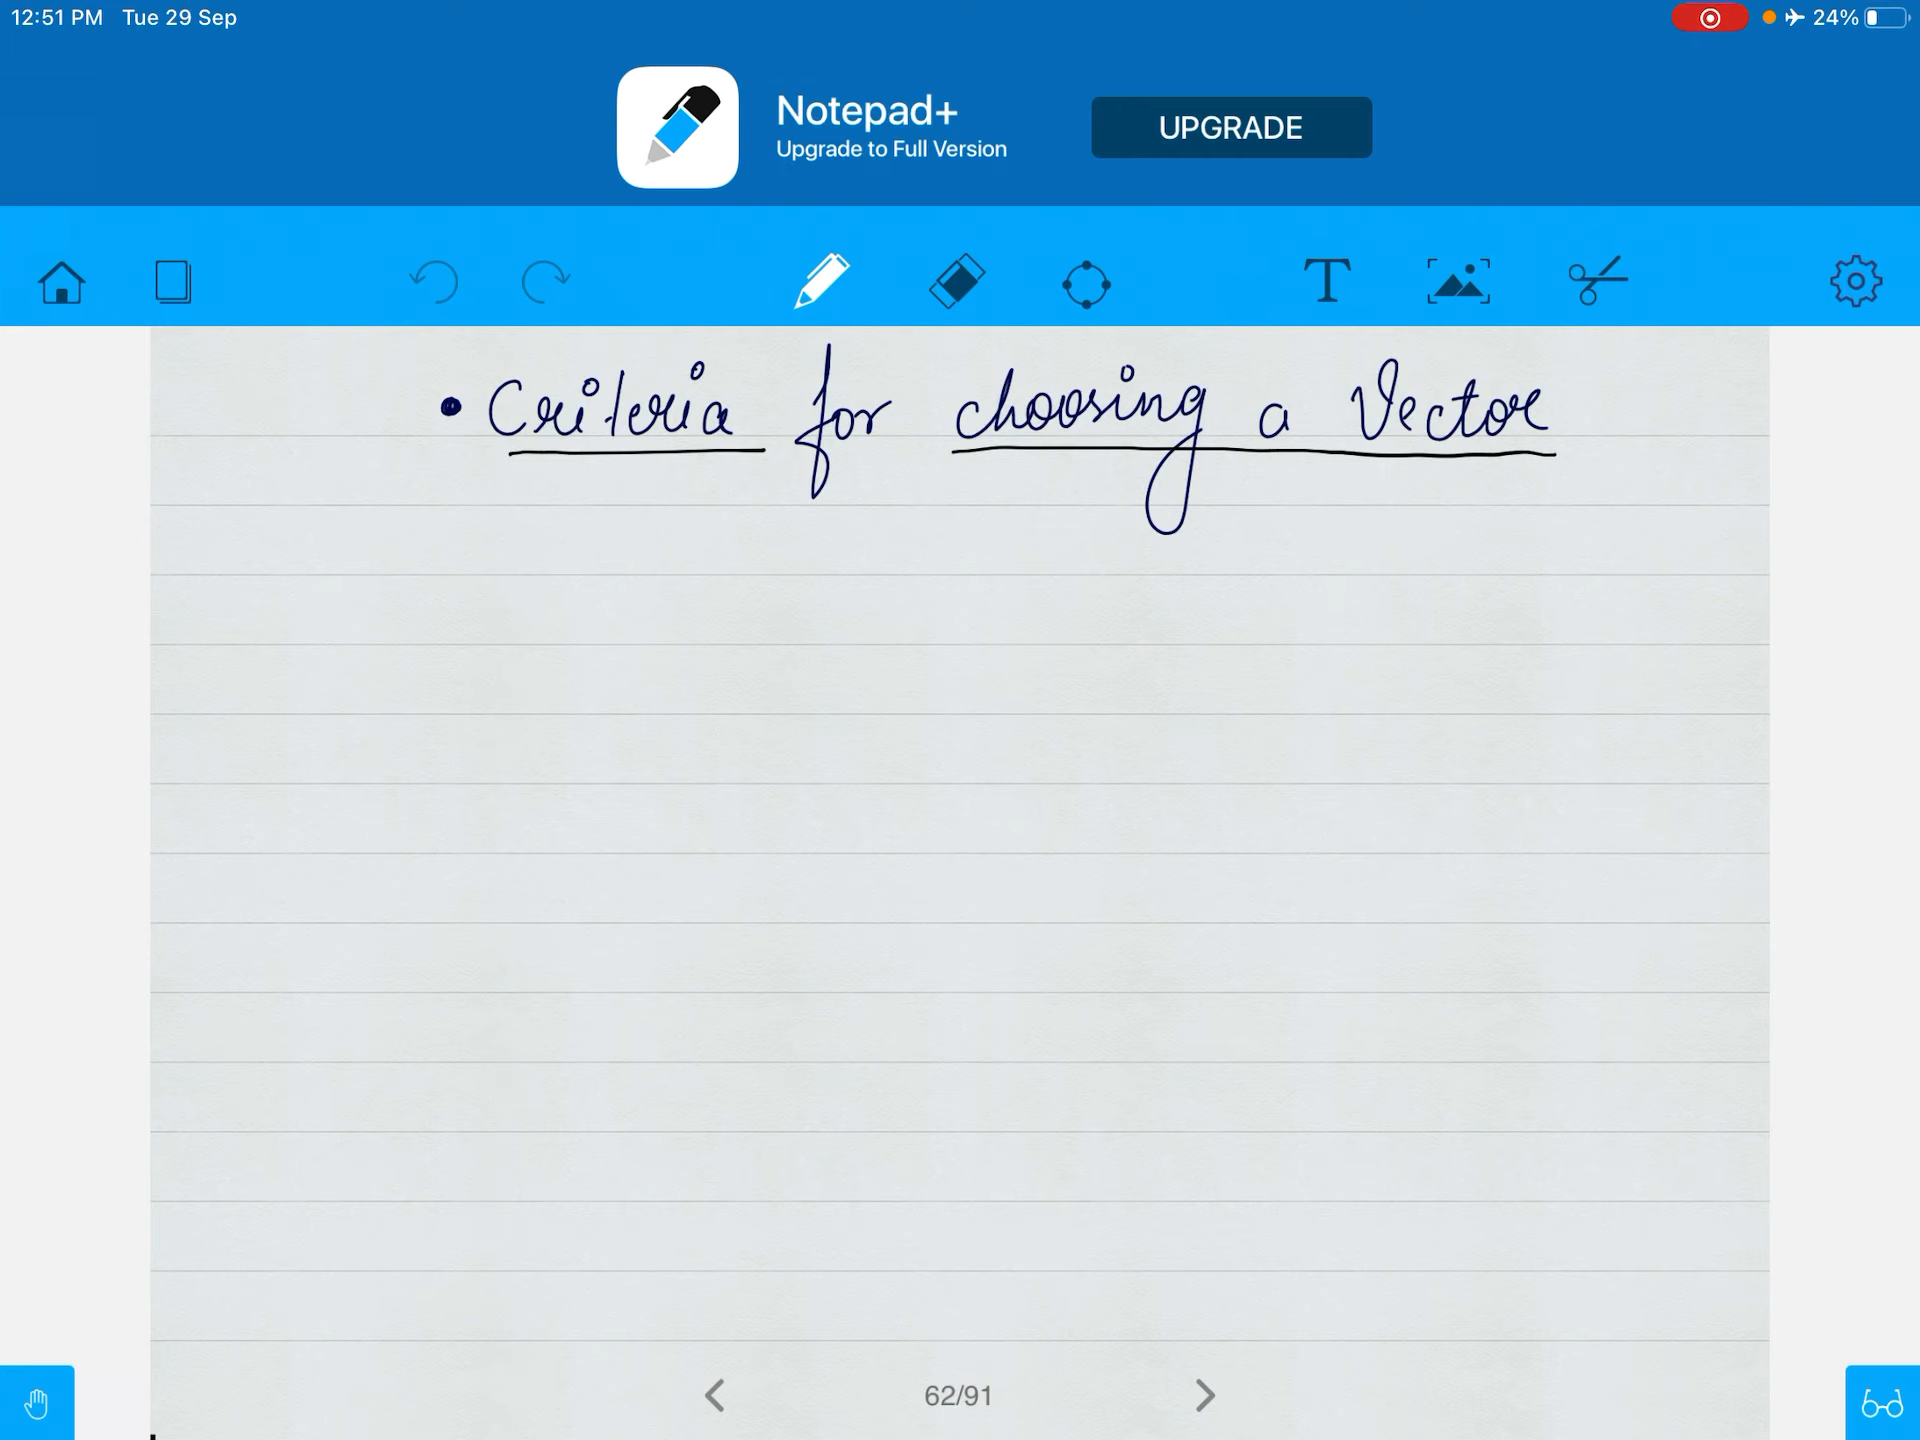 12:51 PM Tue 29 Sep
24%
Notepad+
Upgrade to Full Version
UPGRADE
T
• Criteria for choosing a Vector
62/91